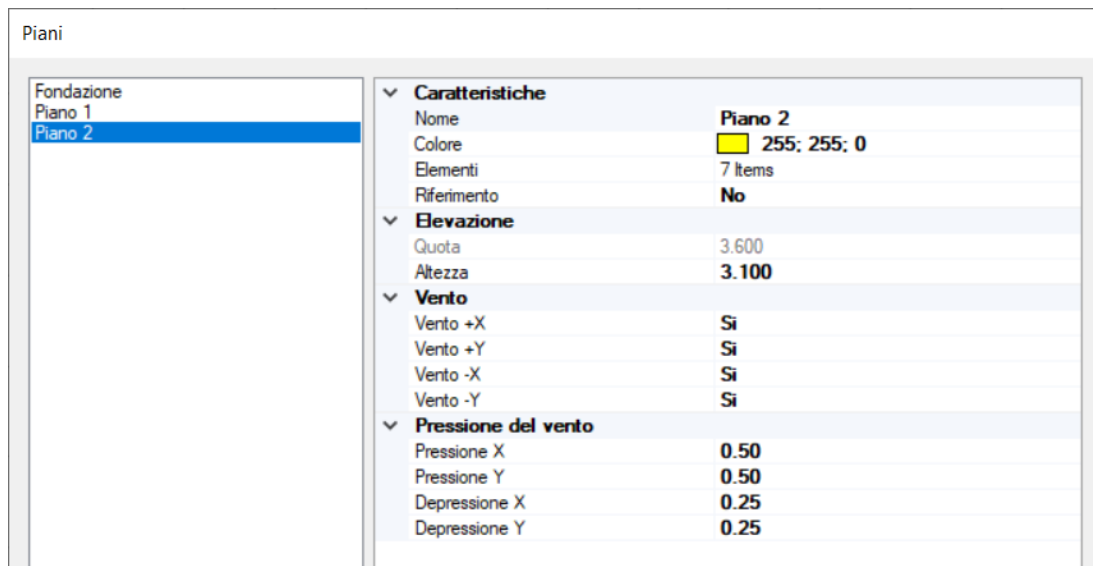 Piani
Fondazione
Piano 1
Piano 2
Caratteristiche
Nome Piano 2
Colore 255; 255; 0
Elementi 7 Items
Riferimento No
Elevazione
Quota 3.600
Altezza 3.100
Vento
Vento +X Si
Vento +Y Si
Vento -X Si
Vento -Y Si
Pressione del vento
Pressione X 0.50
Pressione Y 0.50
Depressione X 0.25
Depressione Y 0.25